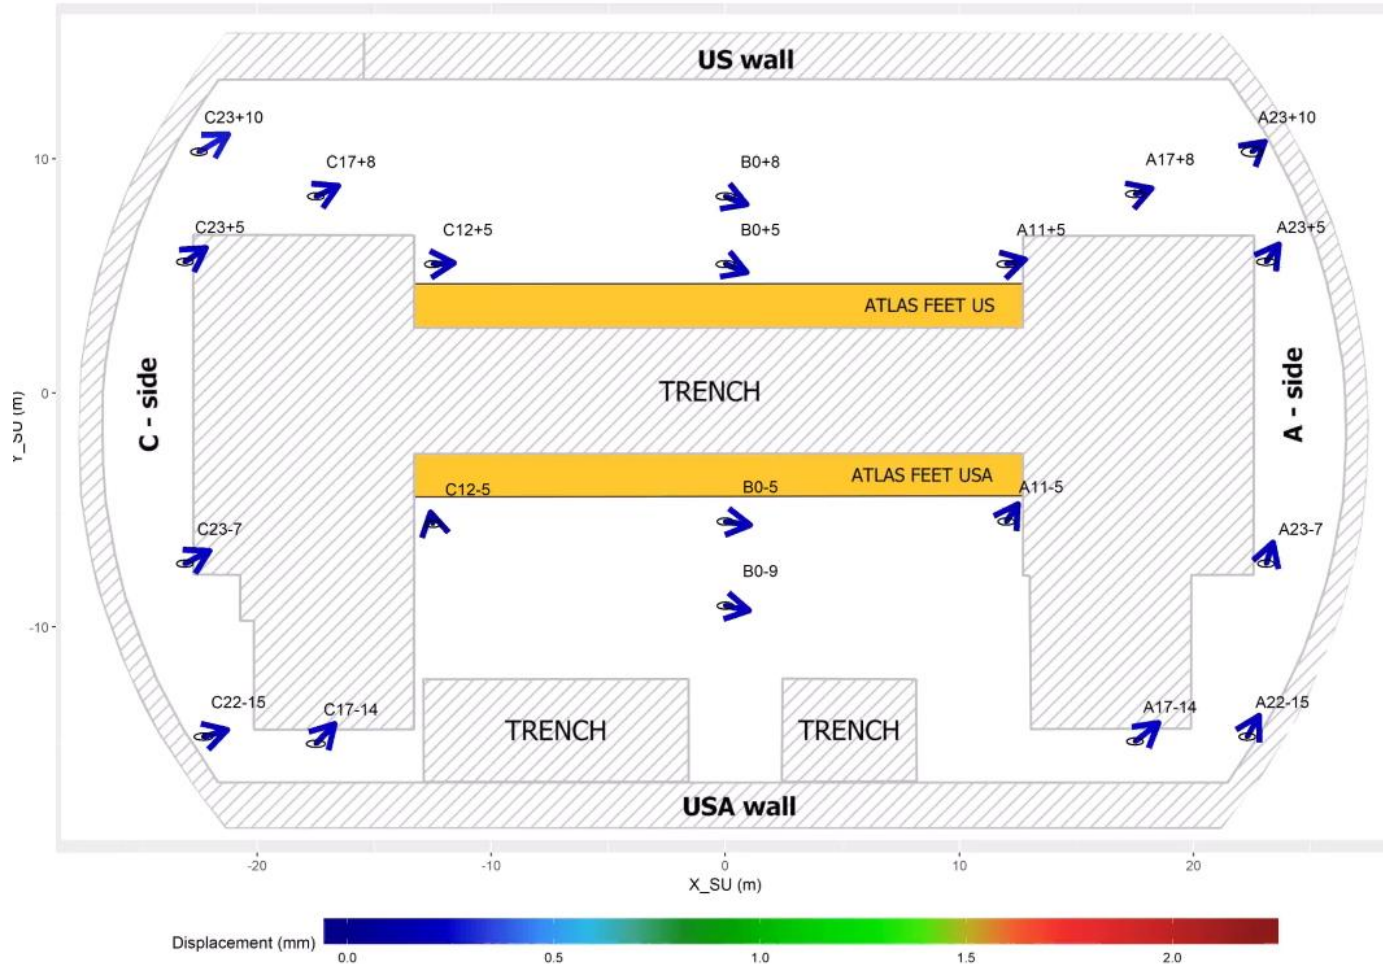 US wall
C23+10
A23+10
C17+8
B0+8
A17+8
10
C23+5
C12+5
B0+5
A11+5
A23+5
ATLAS FEET US
C - side
0
TRENCH
A - side
Y_SU (m)
ATLAS FEET USA
C12-5
B0-5
A11-5
C23-7
A23-7
B0-9
-10
C22-15
C17-14
A17-14
A22-15
TRENCH
TRENCH
USA wall
-20
-10
0
10
20
X_SU (m)
Displacement (mm)
0.0
0.5
1.0
1.5
2.0